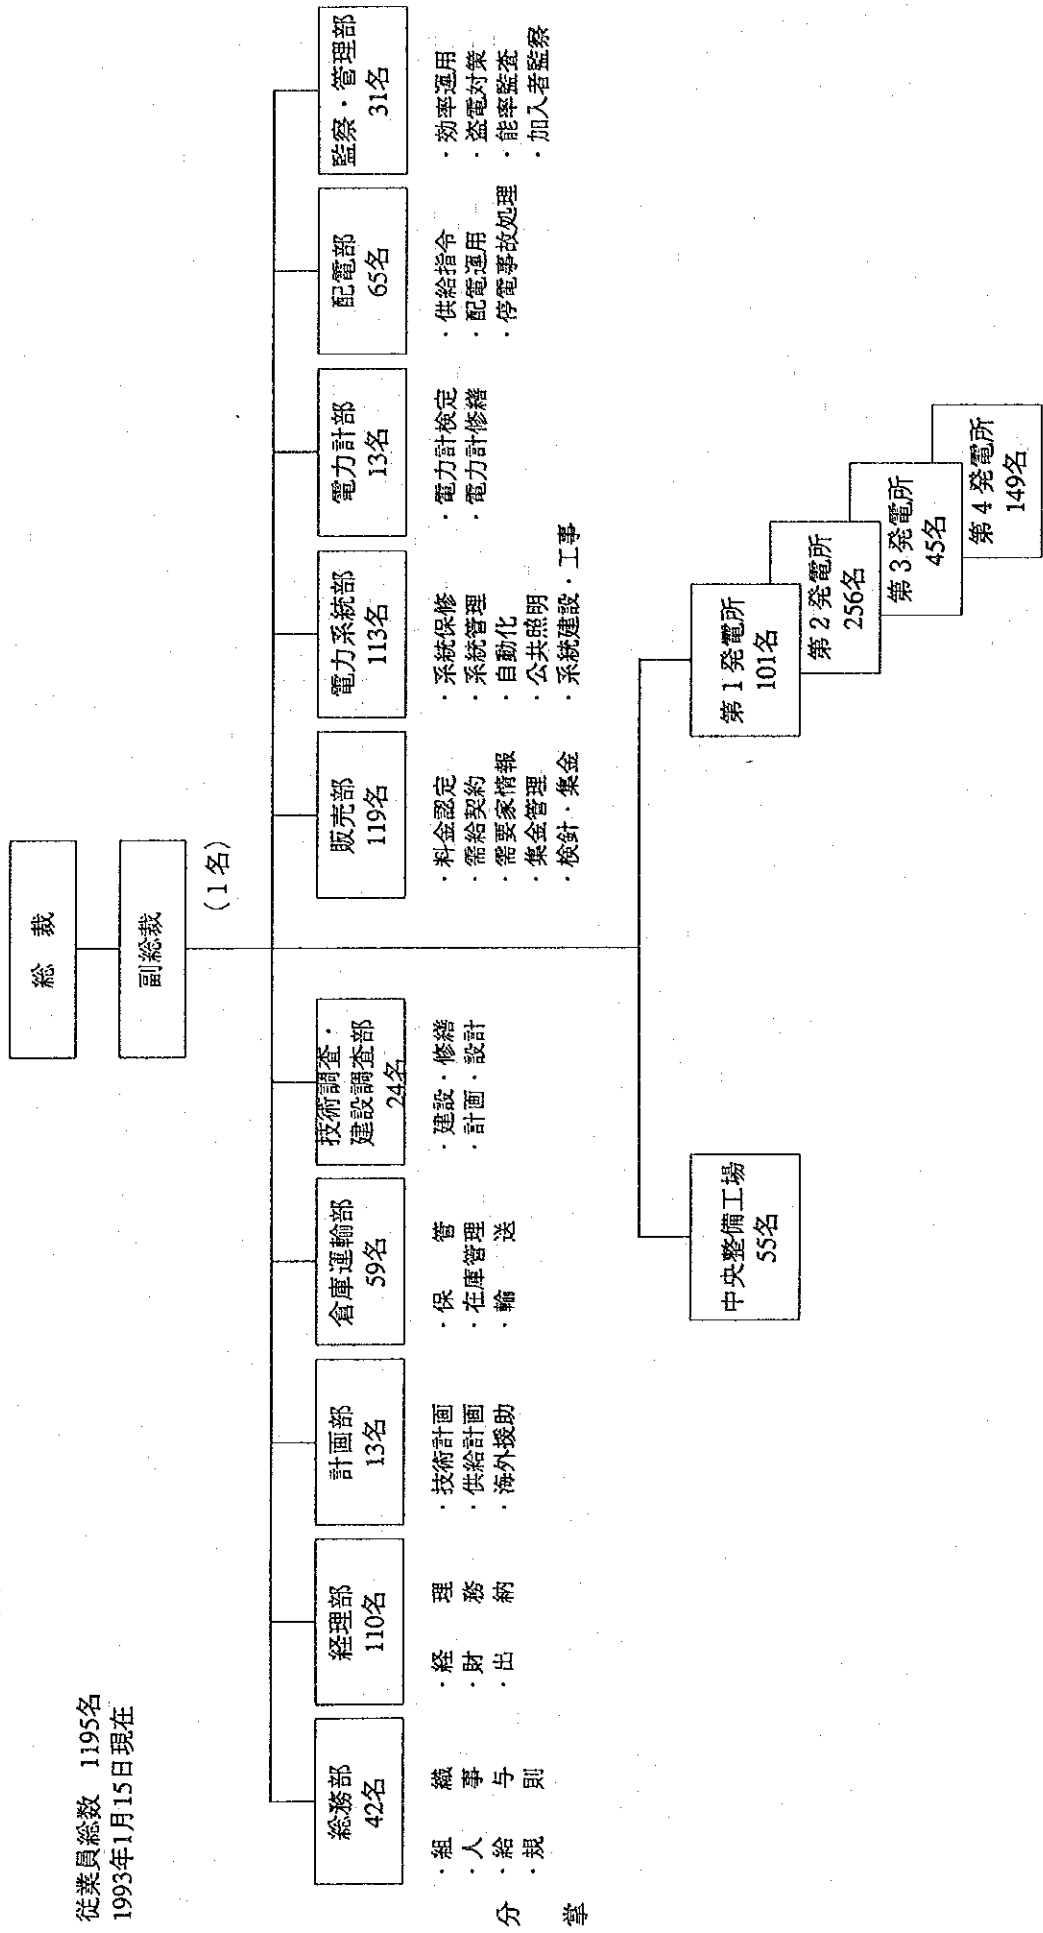 従業員総数 1195名
1993年1月15日現在
総裁
副総裁
(1名)
総務部
42名
経理部
110名
計画部
13名
倉庫運輸部
59名
技術調査・
建設調査部
24名
販売部
119名
電力系統部
113名
電力計部
13名
配電部
65名
監察・管理部
31名
分掌
・組織
・人事
・給与
・規則
・経理
・財務
・出納
・技術計画
・供給計画
・海外援助
・保管
・在庫管理
・輸送
・建設・修繕
・計画・設計
・料金認定
・需給契約
・需要家情報
・集金管理
・検針・集金
・系統保修
・系統管理
・自動化
・公共照明
・系統建設・工事
・電力計検定
・電力計修繕
・供給指令
・配電運用
・停電事故処理
・効率運用
・盗電対策
・能率監査
・加入者監察
中央整備工場
55名
第1発電所
101名
第2発電所
256名
第3発電所
45名
第4発電所
149名